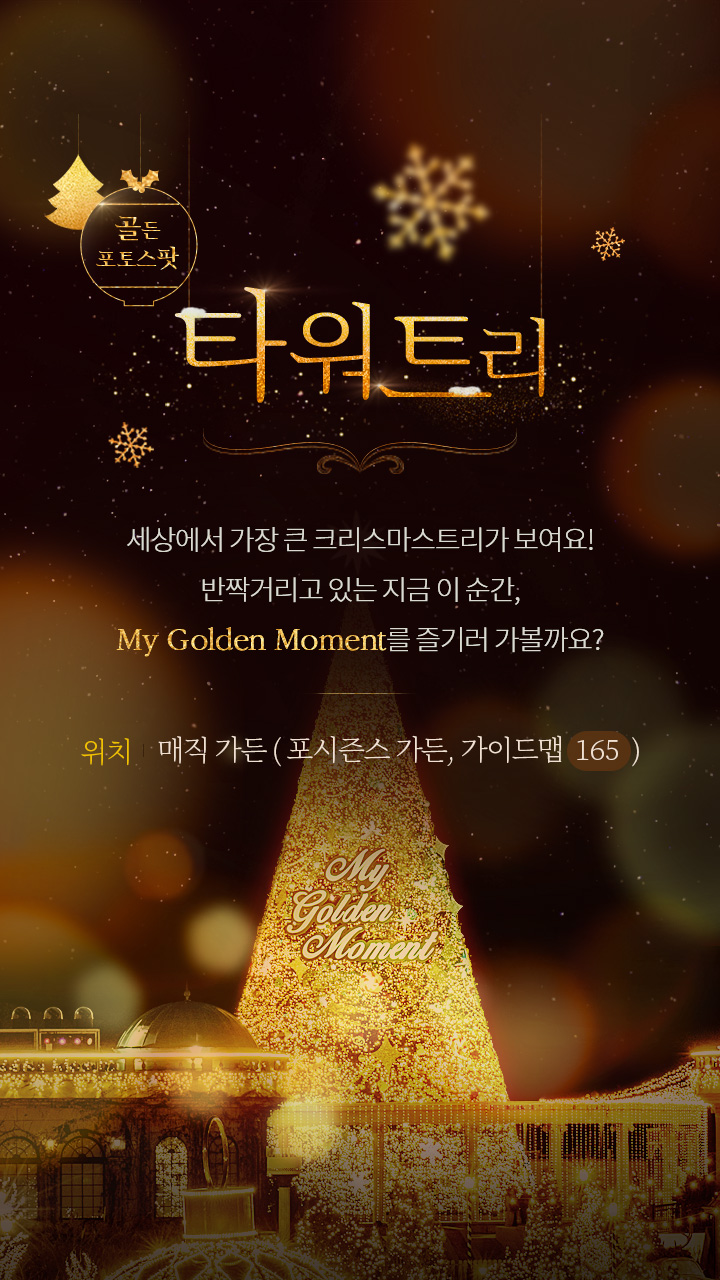 골든
포토스팟
타워트리
세상에서 가장 큰 크리스마스트리가 보여요!
반짝거리고 있는 지금 이 순간,
My Golden Moment를 즐기러 가볼까요?
위치 매직 가든 ( 포시즌스 가든, 가이드맵 165 )
My
Golden
Moment